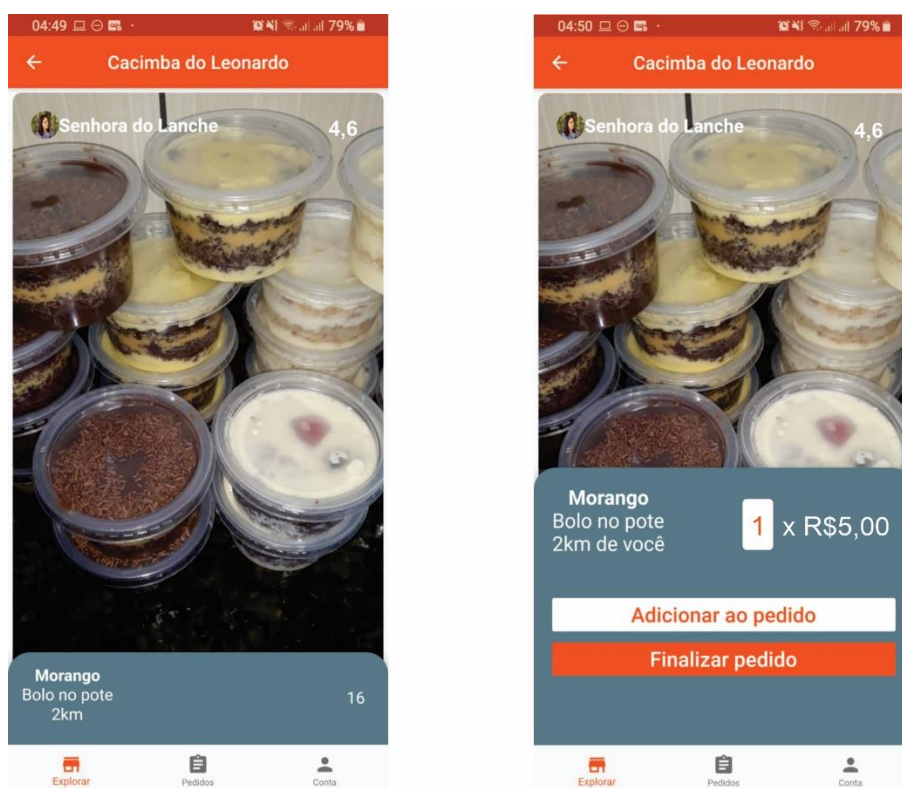 04:49
79%
Cacimba do Leonardo
Senhora do Lanche
4,6
Morango
Bolo no pote
2km
16
Explorar
Pedidos
Conta
04:50
79%
Cacimba do Leonardo
Senhora do Lanche
4,6
Morango
Bolo no pote
2km de você
1 x R$5,00
Adicionar ao pedido
Finalizar pedido
Explorar
Pedidos
Conta